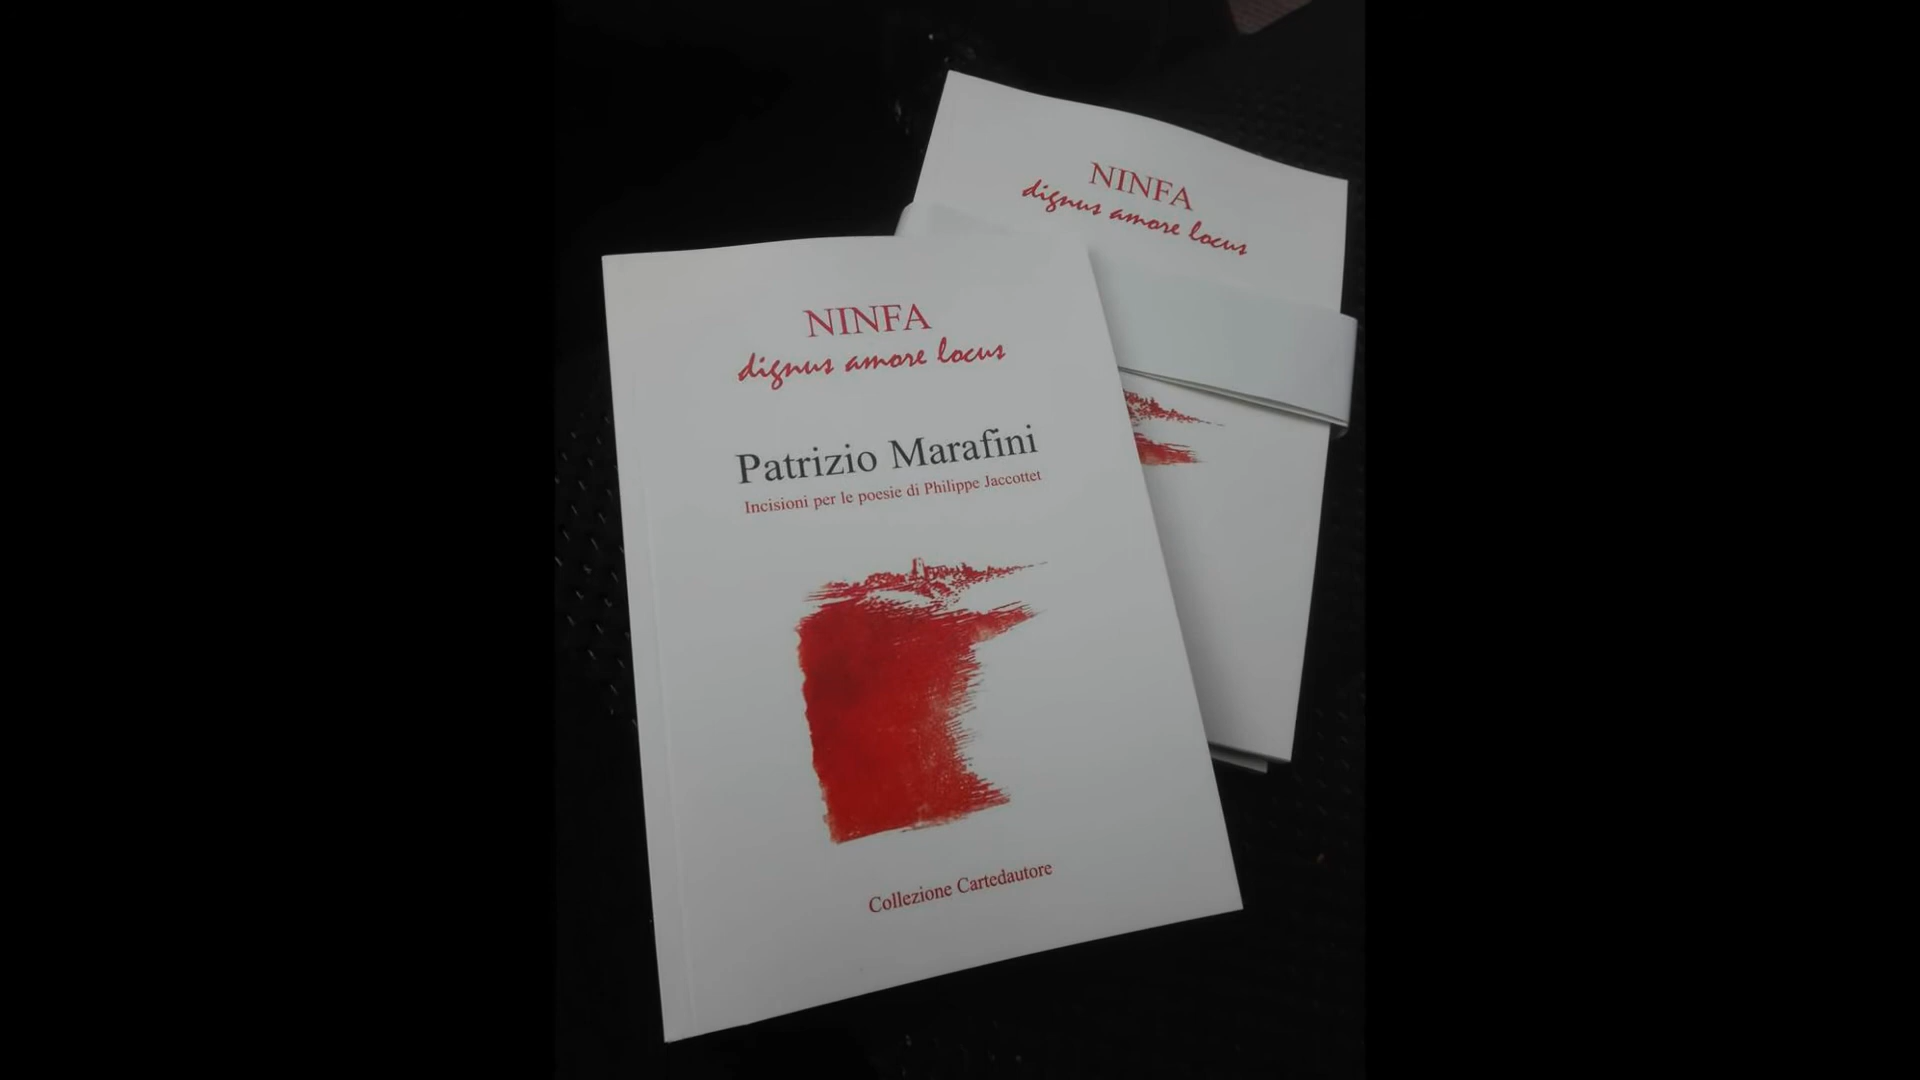 NINFA
dignus amore locus
Patrizio Marafini
Incisioni per le poesie di Philippe Jaccottet
Collezione Cartedautore
NINFA
dignus amore locus